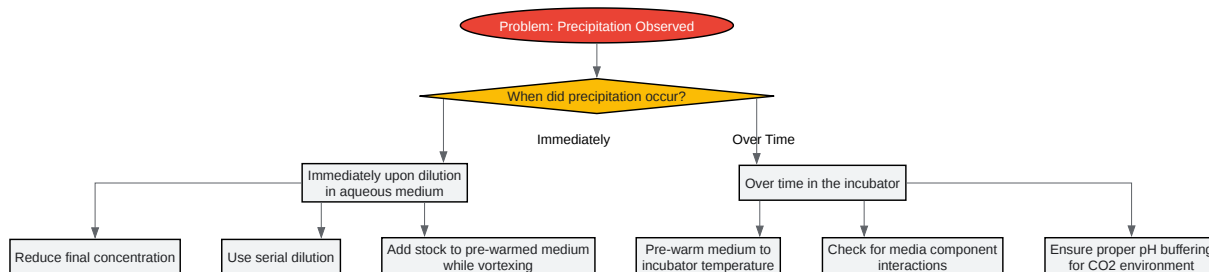 Problem: Precipitation Observed
When did precipitation occur?
Immediately
Over Time
Immediately upon dilution
in aqueous medium
Over time in the incubator
Reduce final concentration
Use serial dilution
Add stock to pre-warmed medium
while vortexing
Pre-warm medium to
incubator temperature
Check for media component
interactions
Ensure proper pH buffering
for CO2 environment